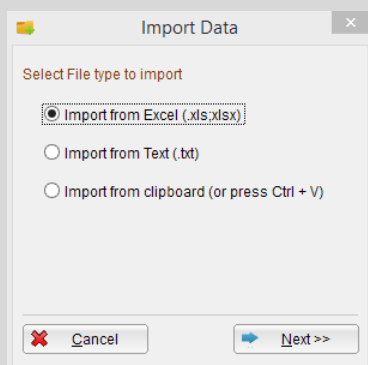 Import Data
Select File type to import
Import from Excel (.xls;xlsx)
Import from Text (.txt)
Import from clipboard (or press Ctrl + V)
Cancel
Next >>